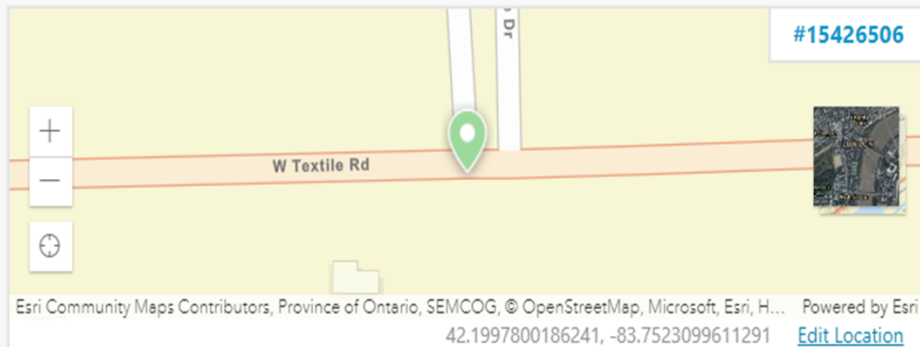 Dr
#15426506
W Textile Rd
Esri Community Maps Contributors, Province of Ontario, SEMCOG, © OpenStreetMap, Microsoft, Esri, H... Powered by Esri
42.1997800186241, -83.7523099611291 Edit Location